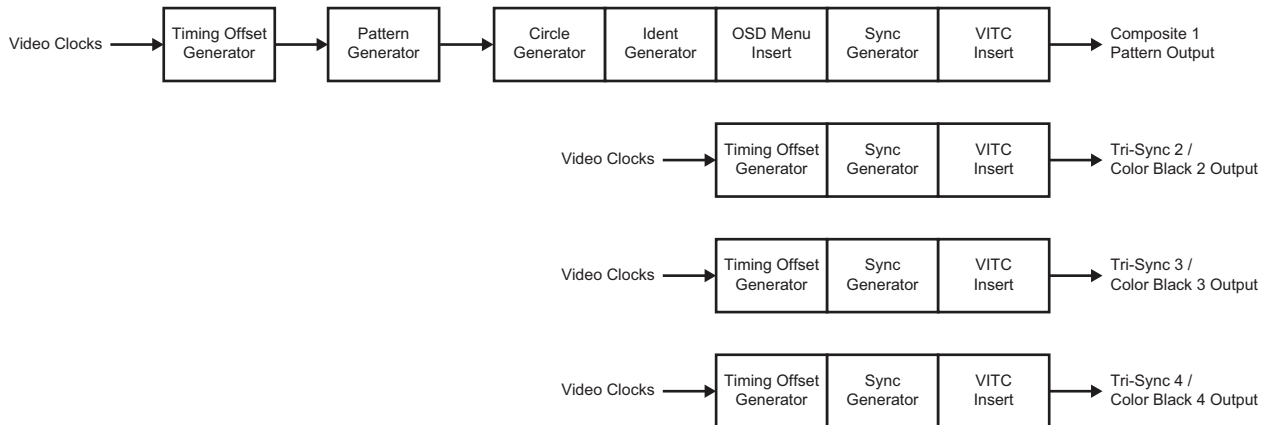 Video Clocks
Timing Offset
Generator
Pattern
Generator
Circle
Generator
Ident
Generator
OSD Menu
Insert
Sync
Generator
VITC
Insert
Composite 1
Pattern Output
Video Clocks
Timing Offset
Generator
Sync
Generator
VITC
Insert
Tri-Sync 2 /
Color Black 2 Output
Video Clocks
Timing Offset
Generator
Sync
Generator
VITC
Insert
Tri-Sync 3 /
Color Black 3 Output
Video Clocks
Timing Offset
Generator
Sync
Generator
VITC
Insert
Tri-Sync 4 /
Color Black 4 Output